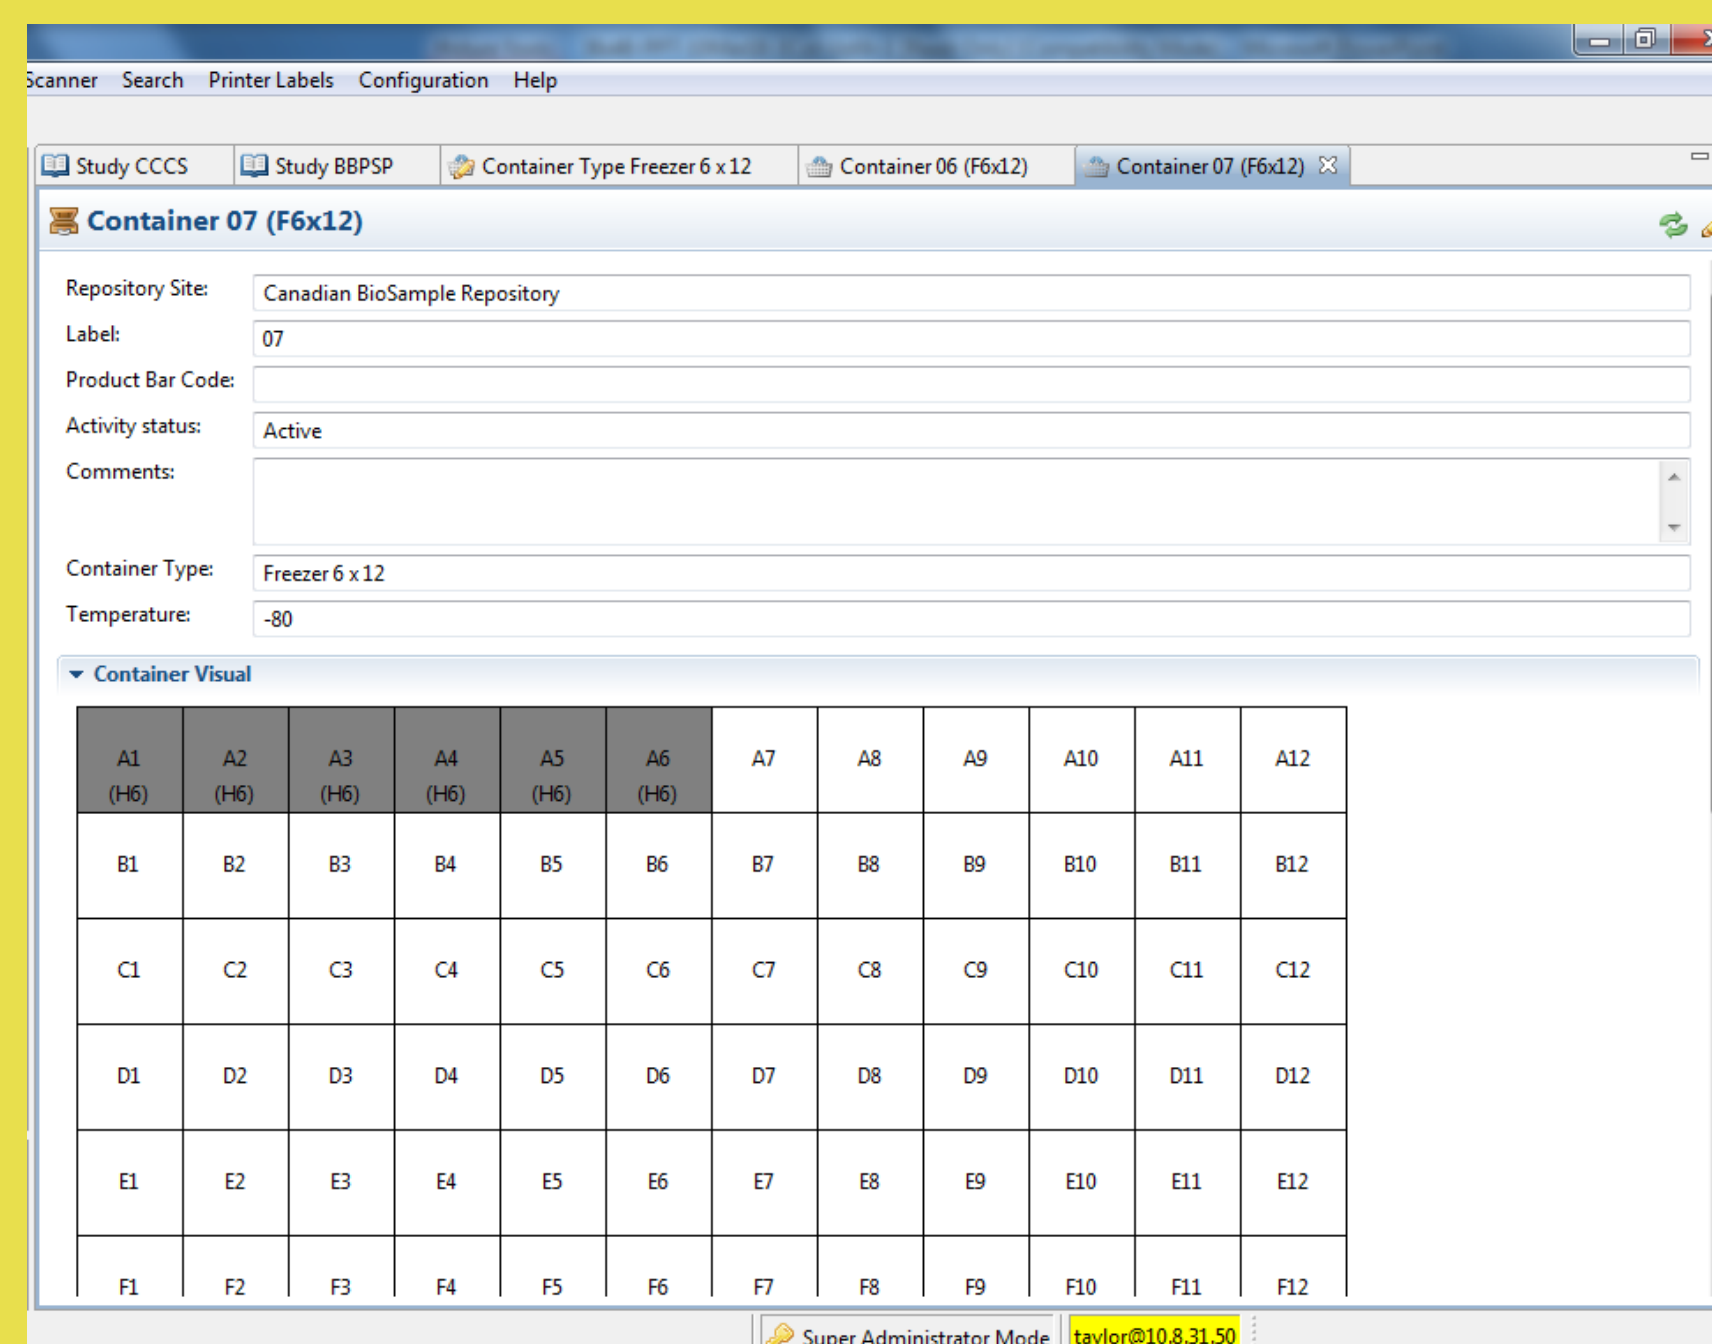 Scanner Search Printer Labels Configuration Help
Study CCCS Study BBPSP Container Type Freezer 6 x 12 Container 06 (F6x12) Container 07 (F6x12)
Container 07 (F6x12)
Repository Site: Canadian BioSample Repository
Label: 07
Product Bar Code:
Activity status: Active
Comments:
Container Type: Freezer 6 x 12
Temperature: -80
Container Visual
A1 A2 A3 A4 A5 A6 A7 A8 A9 A10 A11 A12
(H6) (H6) (H6) (H6) (H6) (H6)
B1 B2 B3 B4 B5 B6 B7 B8 B9 B10 B11 B12
C1 C2 C3 C4 C5 C6 C7 C8 C9 C10 C11 C12
D1 D2 D3 D4 D5 D6 D7 D8 D9 D10 D11 D12
E1 E2 E3 E4 E5 E6 E7 E8 E9 E10 E11 E12
F1 F2 F3 F4 F5 F6 F7 F8 F9 F10 F11 F12
Super Administrator Mode taylor@10.8.31.50